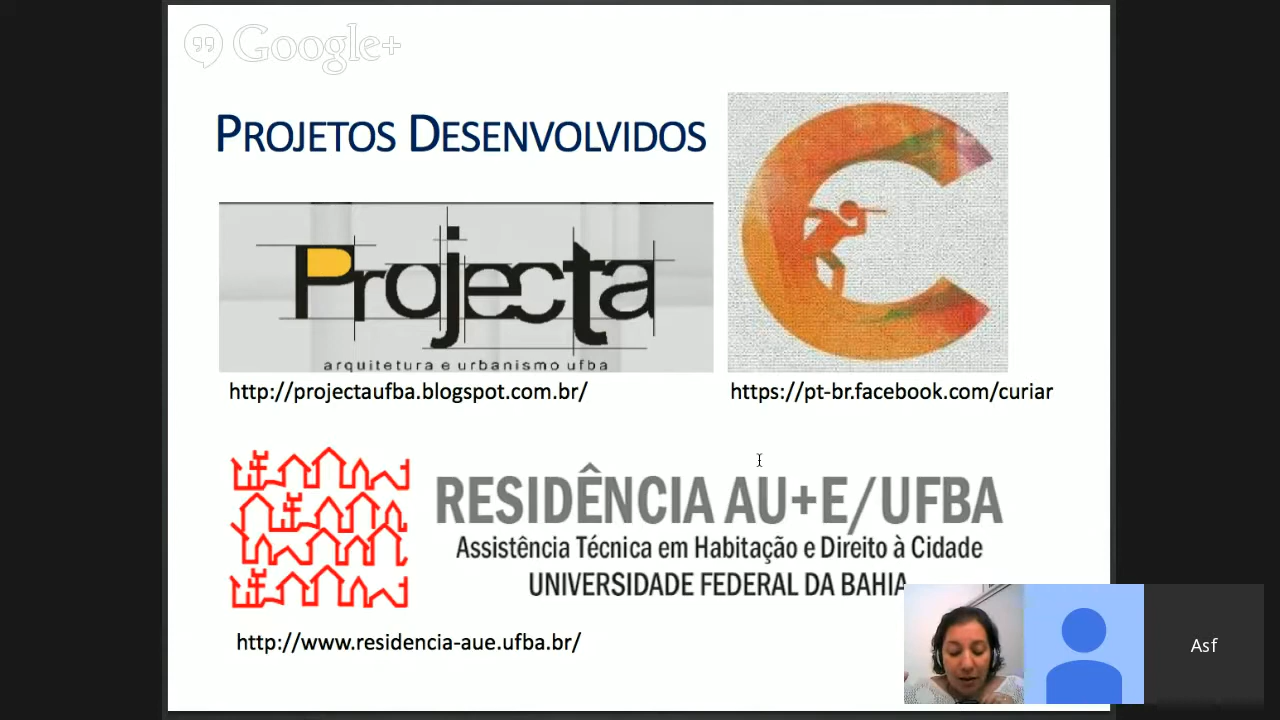 Google+
PROJETOS DESENVOLVIDOS
Projecta
arquitetura e urbanismo ufba
http://projectaufba.blogspot.com.br/
C
https://pt-br.facebook.com/curiar
RESIDÊNCIA AU+E/UFBA
Assistência Técnica em Habitação e Direito à Cidade
UNIVERSIDADE FEDERAL DA BAHIA
http://www.residencia-aue.ufba.br/
Asf